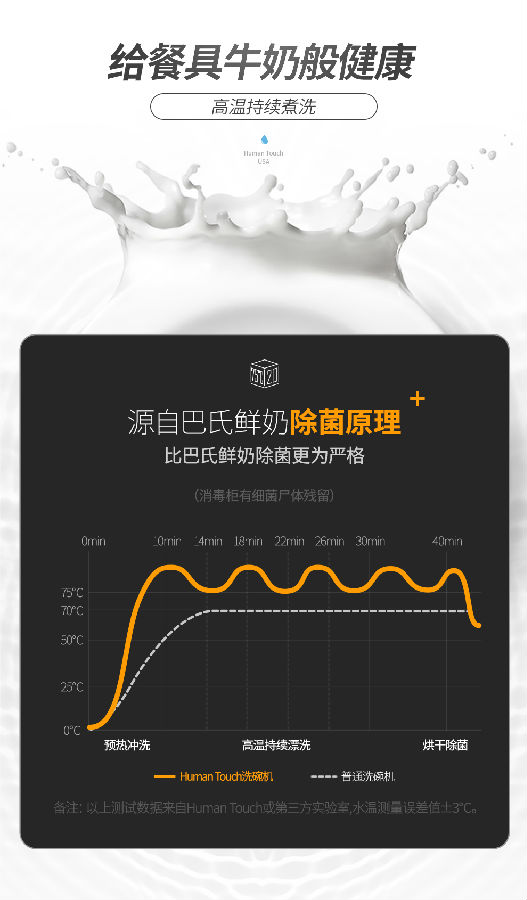 给餐具牛奶般健康
高温持续煮洗
Human Touch
USA
源自巴氏鲜奶除菌原理+
比巴氏鲜奶除菌更为严格
（消毒柜有细菌尸体残留）
0min 10min 14min 18min 22min 26min 30min 40min
75°C
70°C
50°C
25°C
0°C
预热冲洗 高温持续漂洗 烘干除菌
Human Touch洗碗机 普通洗碗机
备注：以上测试数据来自Human Touch或第三方实验室,水温测量误差值±3°C。